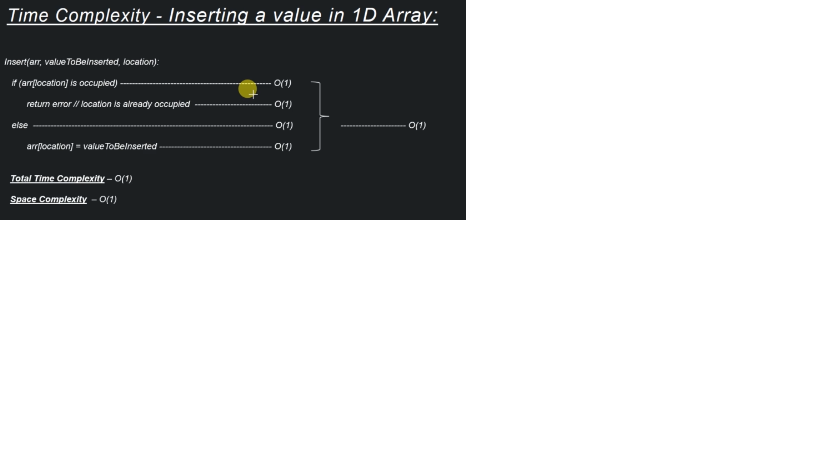 Time Complexity - Inserting a value in 1D Array:
Insert(arr, valueToBeInserted, location):
if (arr[location] is occupied) ---------------------------------------------------- O(1)
return error // location is already occupied -------------------------- O(1)
else ---------------------------------------------------------------------------------- O(1)
arr[location] = valueToBeInserted -------------------------------------- O(1)
---------------------- O(1)
Total Time Complexity – O(1)
Space Complexity – O(1)